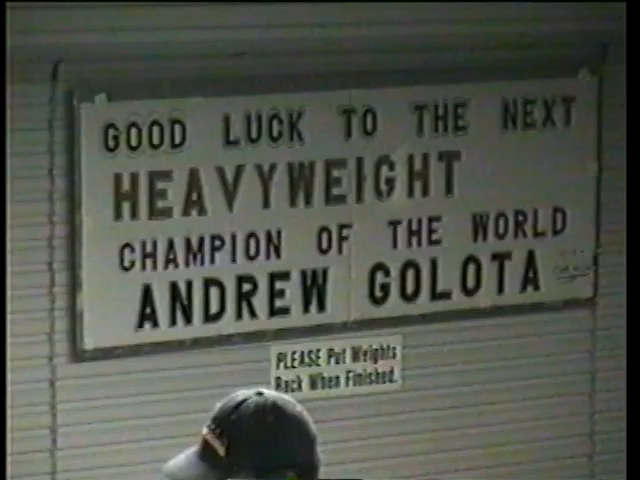 GOOD LUCK TO THE NEXT
HEAVYWEIGHT
CHAMPION OF THE WORLD
ANDREW GOLOTA
PLEASE Put Weights
Back When Finished.